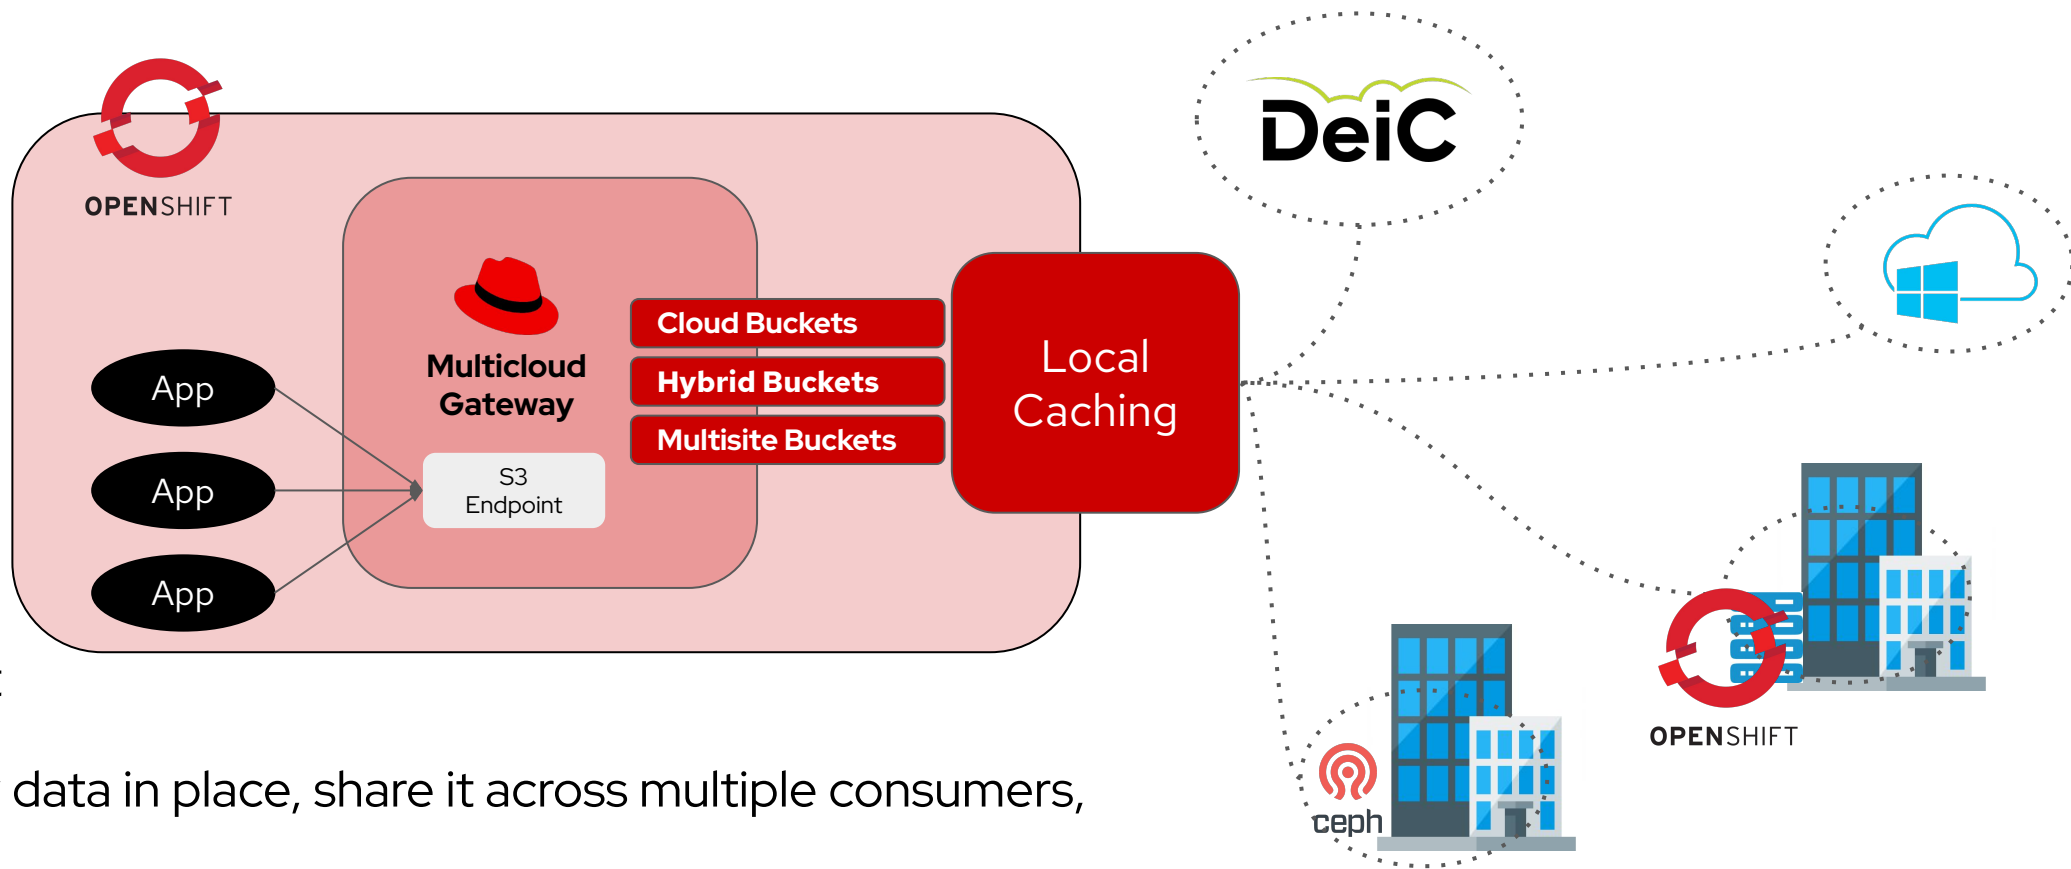 DeiC
OPENSHIFT
Cloud Buckets
Multicloud
Gateway
Hybrid Buckets
Multisite Buckets
Local
Caching
App
App
App
S3
Endpoint
OPENSHIFT
ceph
data in place, share it across multiple consumers,